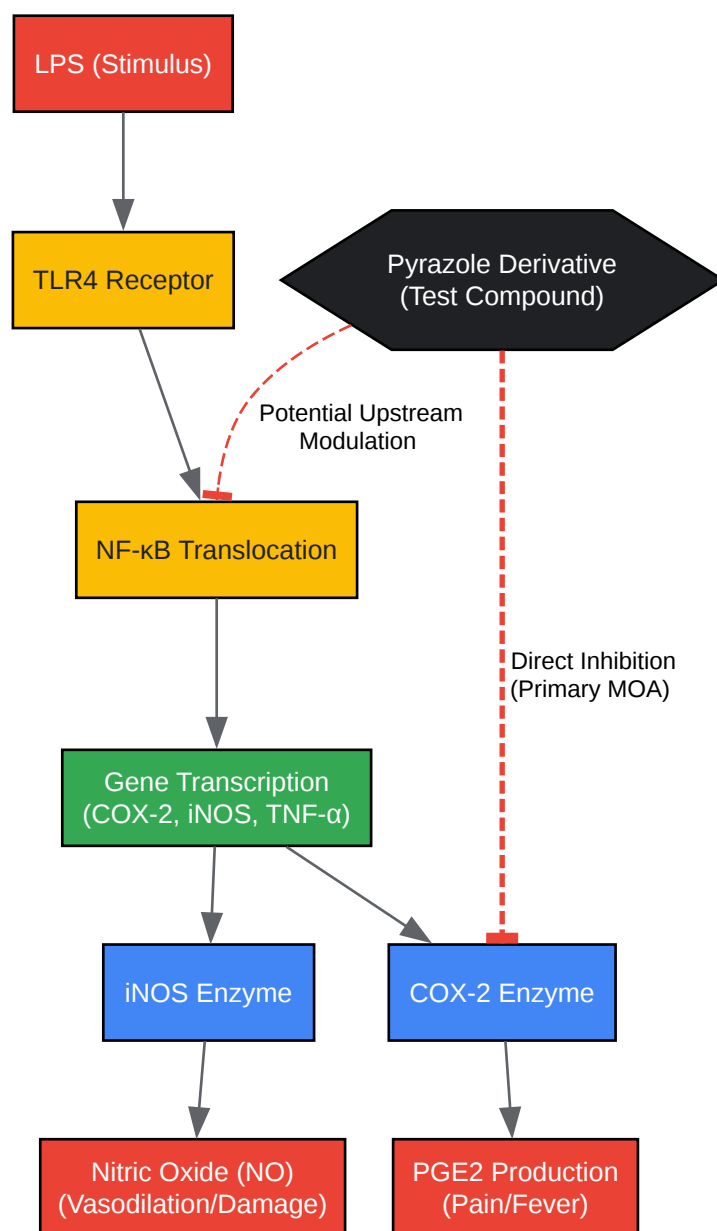 LPS (Stimulus)
TLR4 Receptor
Pyrazole Derivative
(Test Compound)
Potential Upstream
Modulation
NF-κB Translocation
Direct Inhibition
(Primary MOA)
Gene Transcription
(COX-2, iNOS, TNF-α)
iNOS Enzyme
COX-2 Enzyme
Nitric Oxide (NO)
(Vasodilation/Damage)
PGE2 Production
(Pain/Fever)